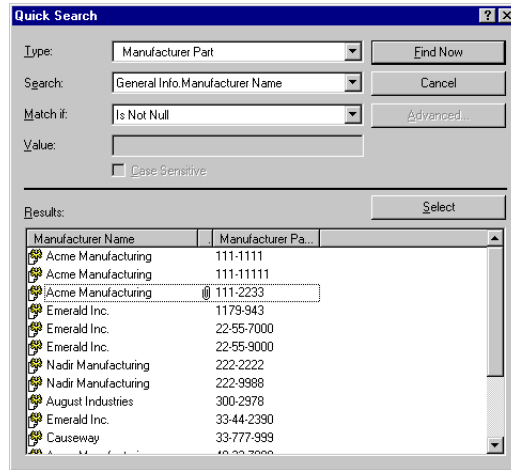 Quick Search
Type: Manufacturer Part Find Now
Search: General Info.Manufacturer Name Cancel
Match if: Is Not Null Advanced...
Value:
Case Sensitive
Results: Select
Manufacturer Name . Manufacturer Pa...
Acme Manufacturing 111-1111
Acme Manufacturing 111-11111
Acme Manufacturing 111-2233
Emerald Inc. 1179-943
Emerald Inc. 22-55-7000
Emerald Inc. 22-55-9000
Nadir Manufacturing 222-2222
Nadir Manufacturing 222-9988
August Industries 300-2978
Emerald Inc. 33-44-2390
Causeway 33-777-999